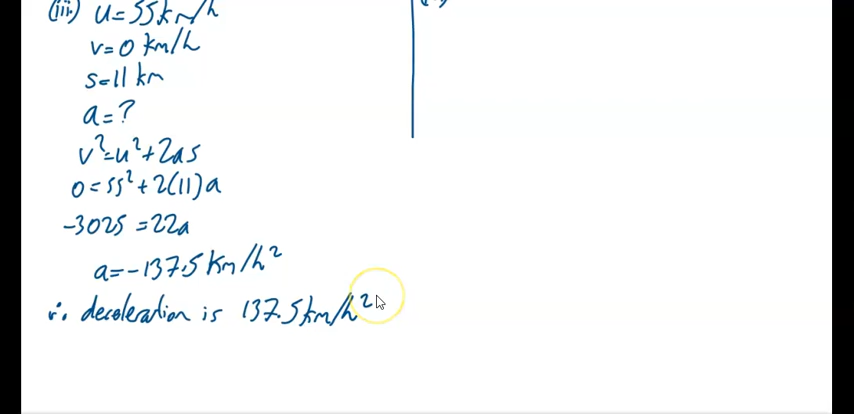 (iii) u=55km/h
v=0 km/h
s=11 km
a=?
v²=u²+2as
0=55²+2(11)a
-3025=22a
a=-137.5 km/h²
∴ deceleration is 137.5km/h²